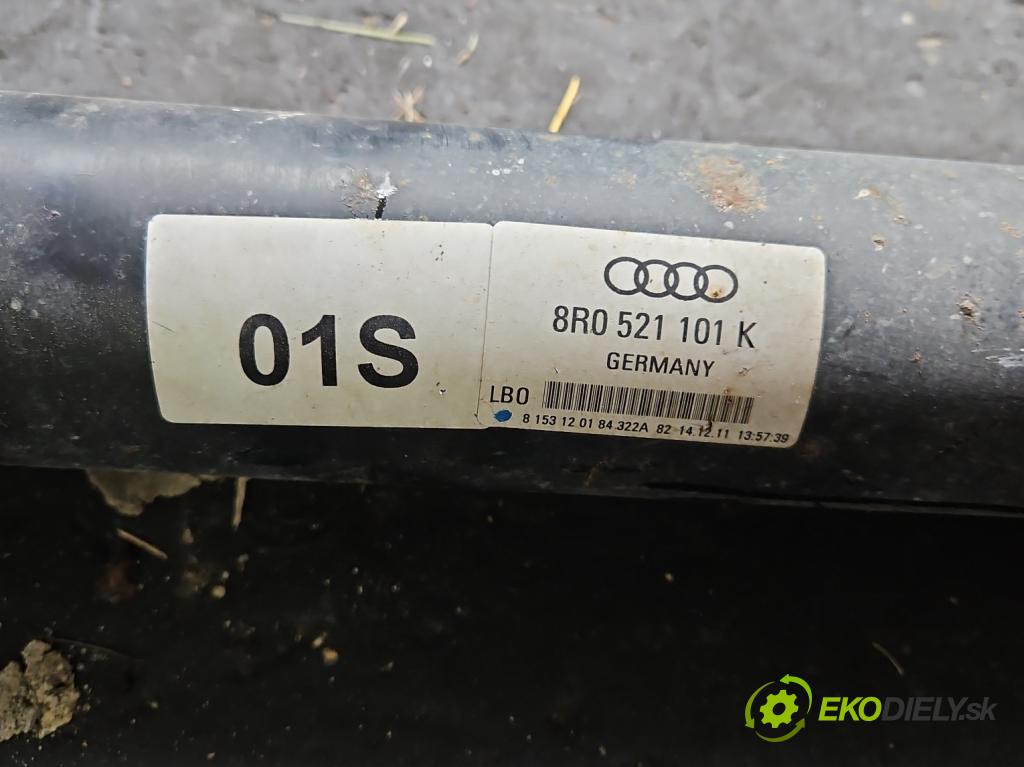 01S
8R0 521 101 K
GERMANY
LBO
8 153 12 01 84 322A 82 14.12.11 13:57:39
EKODIELY.sk